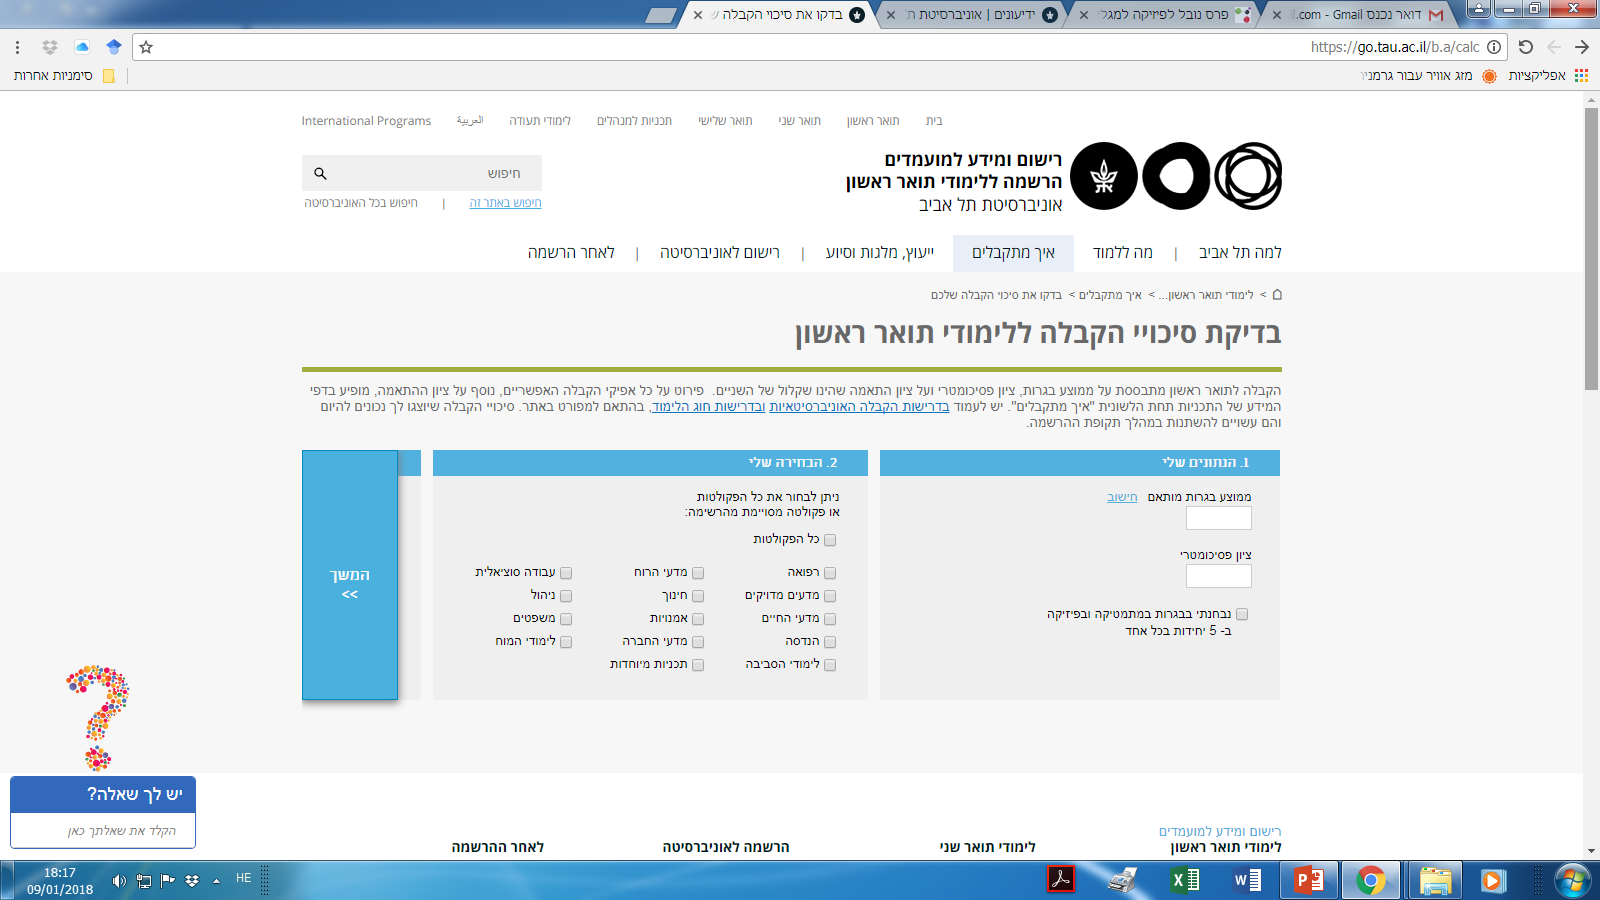 דואר נכנס - il.com - Gmail
פרס נובל לפיזיקה למגלי
ידיעונים | אוניברסיטת ת
בדקו את סיכוי הקבלה ש
https://go.tau.ac.il/b.a/calc
אפליקציות
מזג אוויר עבור גרמני
סימניות אחרות
בית
תואר ראשון
תואר שני
תואר שלישי
תכניות למנהלים
לימודי תעודה
العربية
International Programs
רישום ומידע למועמדים
הרשמה ללימודי תואר ראשון
אוניברסיטת תל אביב
חיפוש
חיפוש באתר זה | חיפוש בכל האוניברסיטה
למה תל אביב | מה ללמוד
איך מתקבלים
ייעוץ, מלגות וסיוע | רישום לאוניברסיטה | לאחר הרשמה
> לימודי תואר ראשון... > איך מתקבלים > בדקו את סיכוי הקבלה שלכם
בדיקת סיכויי הקבלה ללימודי תואר ראשון
הקבלה לתואר ראשון מתבססת על ממוצע בגרות, ציון פסיכומטרי ועל ציון התאמה שהינו שקלול של השניים. פירוט על כל אפיקי הקבלה האפשריים, נוסף על ציון ההתאמה, מופיע בדפי
המידע של התכניות תחת הלשונית "איך מתקבלים". יש לעמוד בדרישות הקבלה האוניברסיטאיות ובדרישות חוג הלימוד, בהתאם למפורט באתר. סיכויי הקבלה שיוצגו לך נכונים להיום
והם עשויים להשתנות במהלך תקופת ההרשמה.
1. הנתונים שלי
ממוצע בגרות מותאם חישוב
ציון פסיכומטרי
נבחנתי בבגרות במתמטיקה ובפיזיקה
ב- 5 יחידות בכל אחד
2. הבחירה שלי
ניתן לבחור את כל הפקולטות
או פקולטה מסויימת מהרשימה:
כל הפקולטות
רפואה
מדעים מדויקים
מדעי החיים
הנדסה
לימודי הסביבה
מדעי הרוח
חינוך
אמנויות
מדעי החברה
תכניות מיוחדות
עבודה סוציאלית
ניהול
משפטים
לימודי המוח
המשך
>>
יש לך שאלה?
הקלד את שאלתך כאן
רישום ומידע למועמדים
לימודי תואר ראשון
לימודי תואר שני
הרשמה לאוניברסיטה
לאחר ההרשמה
HE
18:17
09/01/2018